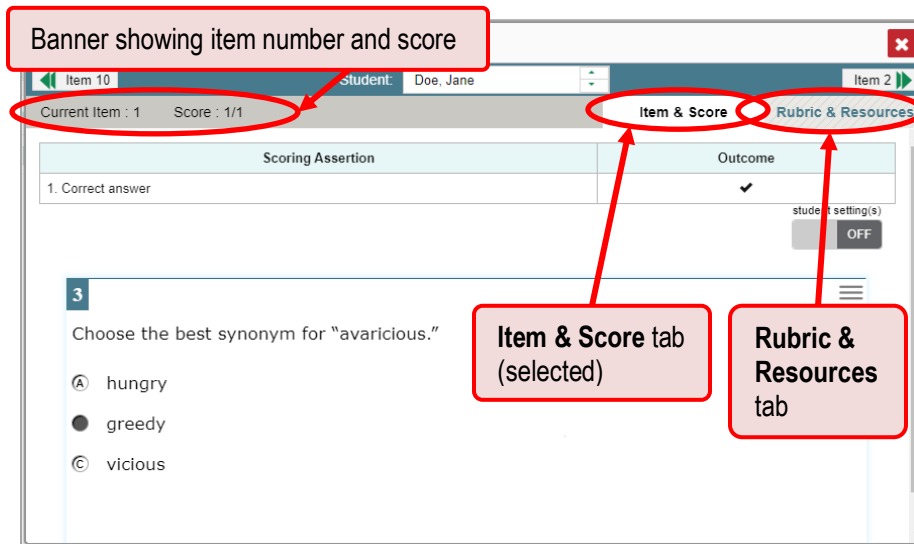 Banner showing item number and score
Item 10
Student: Doe, Jane
Item 2
Current Item : 1 Score : 1/1
Item & Score
Rubric & Resources
Scoring Assertion Outcome
1. Correct answer ✔
student setting(s)
OFF
3
Choose the best synonym for “avaricious.”
A hungry
greedy
C vicious
Item & Score tab
(selected)
Rubric &
Resources
tab